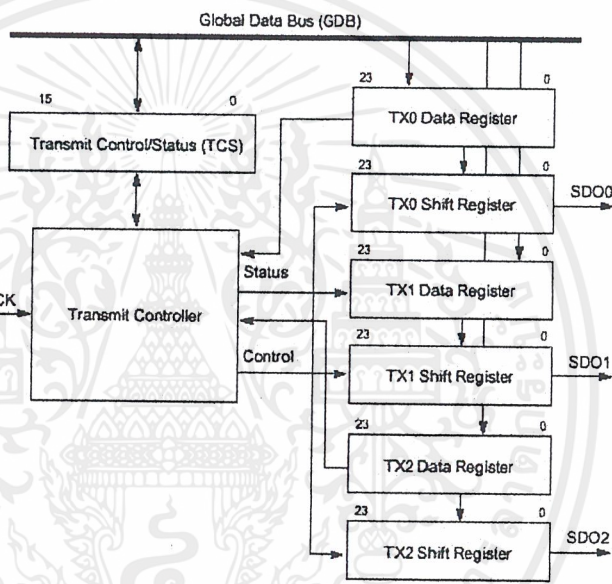 Global Data Bus (GDB)
15 0
Transmit Control/Status (TCS)
23 0
TX0 Data Register
23 0
TX0 Shift Register
SDO0
Status
23 0
TX1 Data Register
CK
Transmit Controller
Control
23 0
TX1 Shift Register
SDO1
23 0
TX2 Data Register
23 0
TX2 Shift Register
SDO2